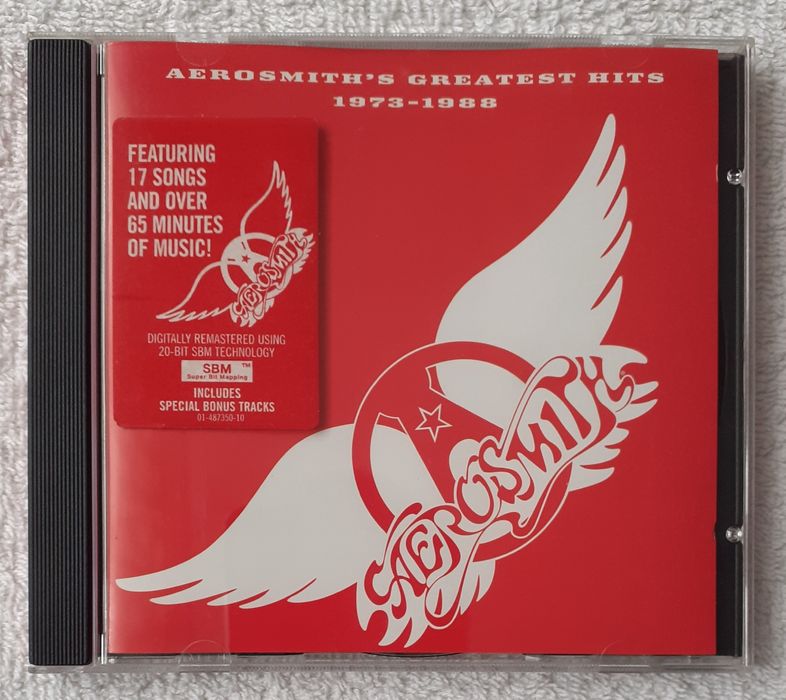 AEROSMITH'S GREATEST HITS
1973-1988
FEATURING
17 SONGS
AND OVER
65 MINUTES
OF MUSIC!
AEROSMITH
DIGITALLY REMASTERED USING
20-BIT SBM TECHNOLOGY
SBM™
Super Bit Mapping
INCLUDES
SPECIAL BONUS TRACKS
01-487350-10
AEROSMITH®